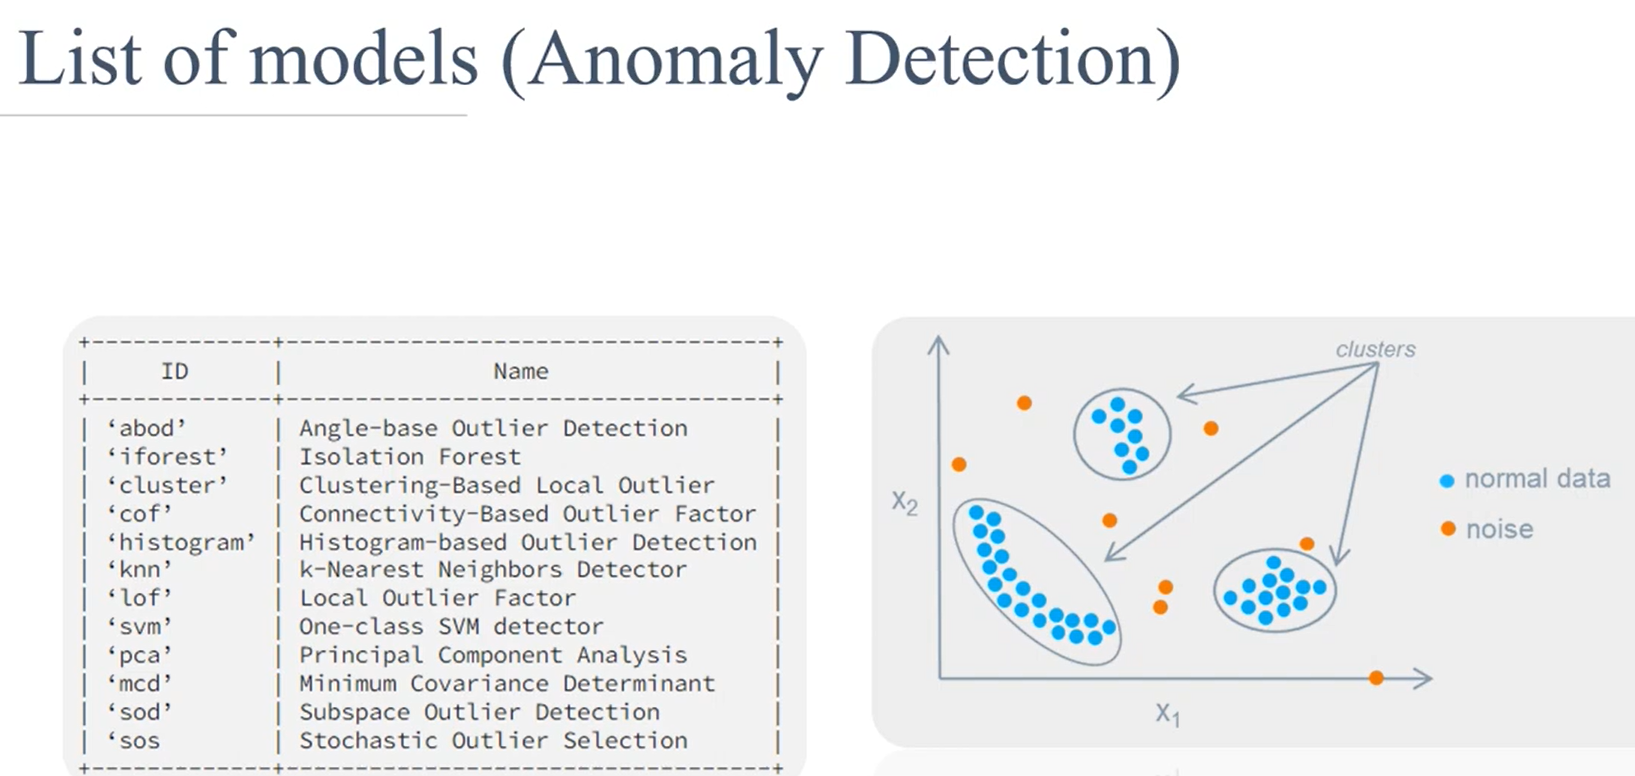 List of models (Anomaly Detection)
+-------------+-----------------------------------+
| ID | Name |
+-------------+-----------------------------------+
| ‘abod’ | Angle-base Outlier Detection |
| ‘iforest’ | Isolation Forest |
| ‘cluster’ | Clustering-Based Local Outlier |
| ‘cof’ | Connectivity-Based Outlier Factor |
| ‘histogram’ | Histogram-based Outlier Detection |
| ‘knn’ | k-Nearest Neighbors Detector |
| ‘lof’ | Local Outlier Factor |
| ‘svm’ | One-class SVM detector |
| ‘pca’ | Principal Component Analysis |
| ‘mcd’ | Minimum Covariance Determinant |
| ‘sod’ | Subspace Outlier Detection |
| ‘sos | Stochastic Outlier Selection |
+-------------+-----------------------------------+
clusters
X2
normal data
noise
X1